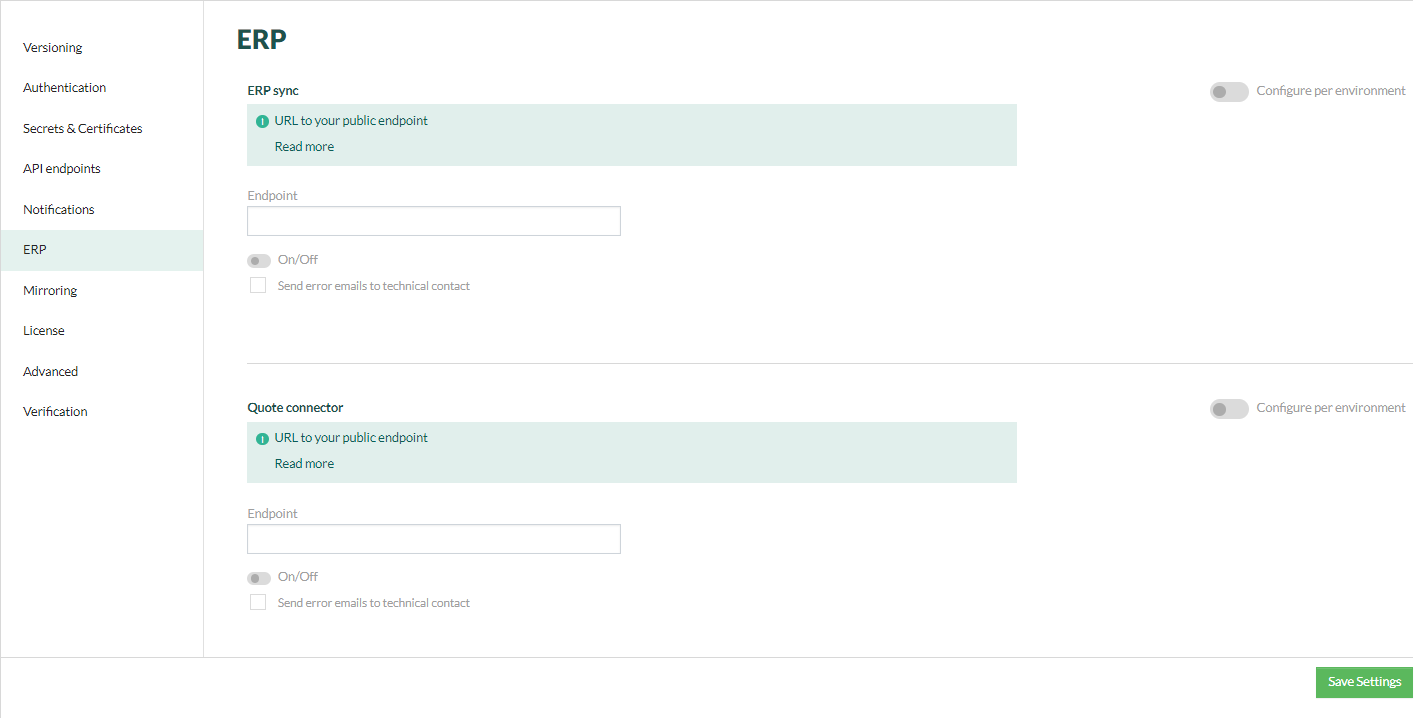 Versioning
Authentication
Secrets & Certificates
API endpoints
Notifications
ERP
Mirroring
License
Advanced
Verification
ERP
ERP sync
Configure per environment
URL to your public endpoint
Read more
Endpoint
On/Off
Send error emails to technical contact
Quote connector
Configure per environment
URL to your public endpoint
Read more
Endpoint
On/Off
Send error emails to technical contact
Save Settings